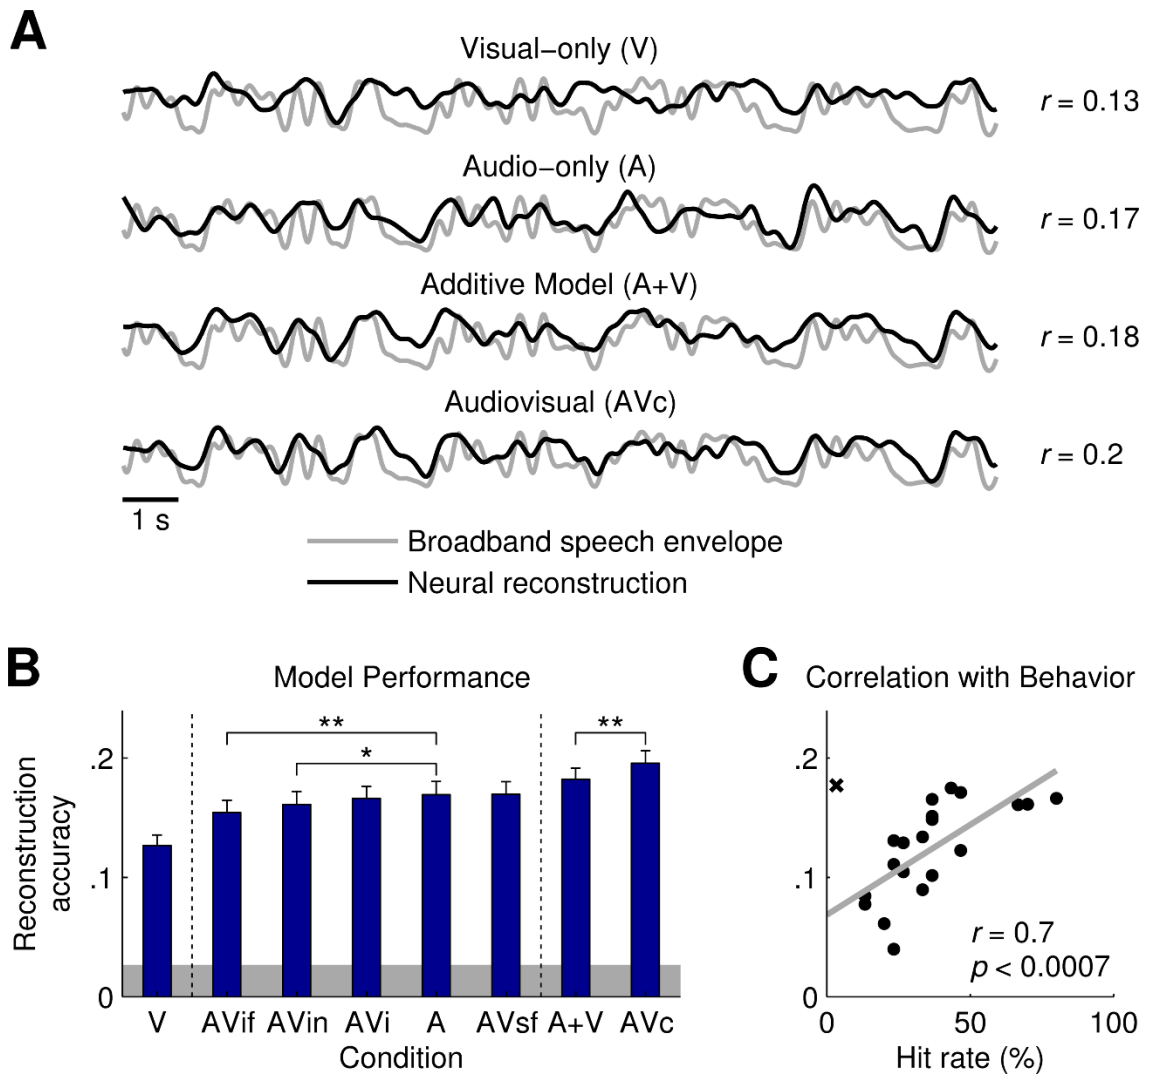 A
Visual−only (V)
r = 0.13
Audio−only (A)
r = 0.17
Additive Model (A+V)
r = 0.18
Audiovisual (AVc)
r = 0.2
1 s
Broadband speech envelope
Neural reconstruction
B
Model Performance
Reconstruction
accuracy
.2
.1
0
**
*
**
V AVif AVin AVi A AVsf A+V AVc
Condition
C
Correlation with Behavior
.2
.1
0
r = 0.7
p < 0.0007
0 50 100
Hit rate (%)